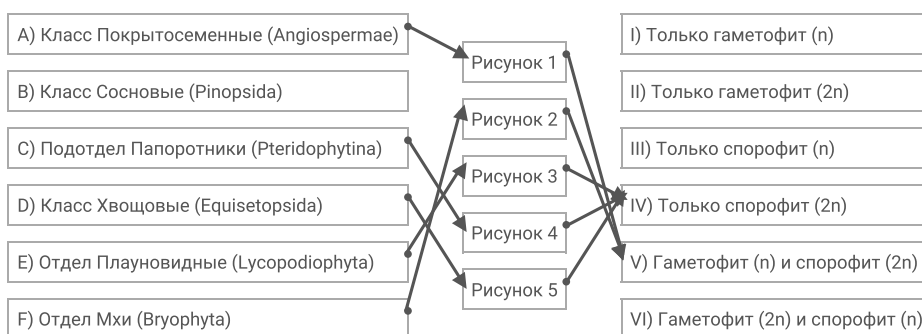 A) Класс Покрытосеменные (Angiospermae)
B) Класс Сосновые (Pinopsida)
C) Подотдел Папоротники (Pteridophytina)
D) Класс Хвощовые (Equisetopsida)
E) Отдел Плауновидные (Lycopodiophyta)
F) Отдел Мхи (Bryophyta)
Рисунок 1
Рисунок 2
Рисунок 3
Рисунок 4
Рисунок 5
I) Только гаметофит (n)
II) Только гаметофит (2n)
III) Только спорофит (n)
IV) Только спорофит (2n)
V) Гаметофит (n) и спорофит (2n)
VI) Гаметофит (2n) и спорофит (n)